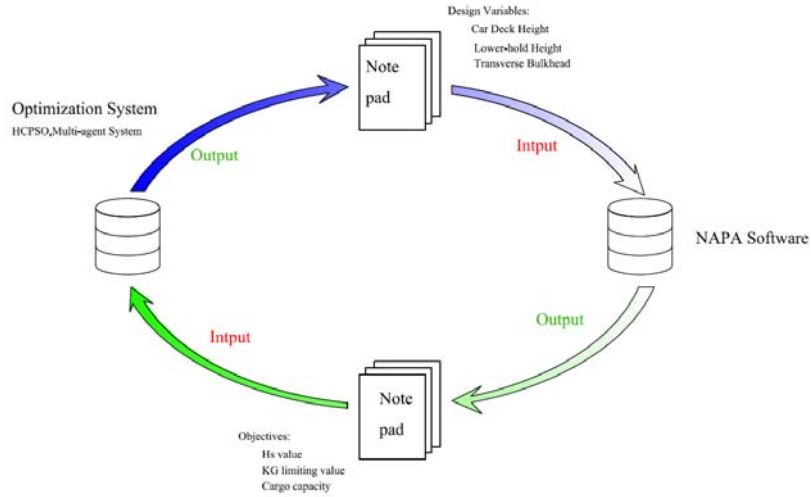 Design Variables:
Car Deck Height
Lower-hold Height
Transverse Bulkhead
Note
pad
Optimization System
HCPSO,Multi-agent System
Output
Intput
NAPA Software
Intput
Output
Note
pad
Objectives:
Hs value
KG limiting value
Cargo capacity